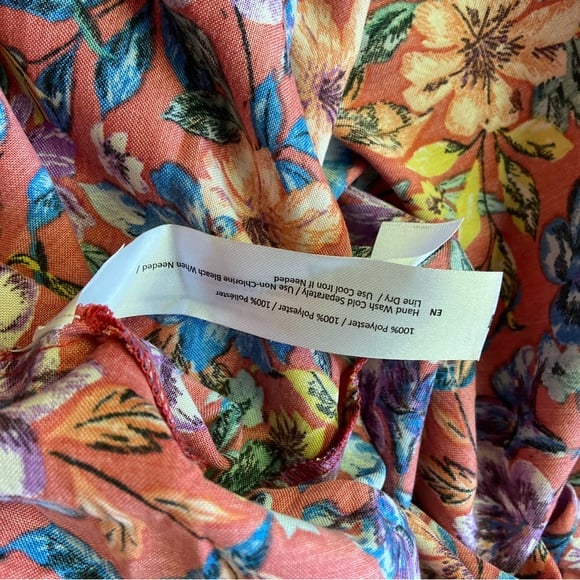 100% Polyester / 100% Polyester / 100% Poliéster
EN
Hand Wash Cold Separately / Use Non-Chlorine Bleach When Needed /
Line Dry / Use Cool Iron If Needed